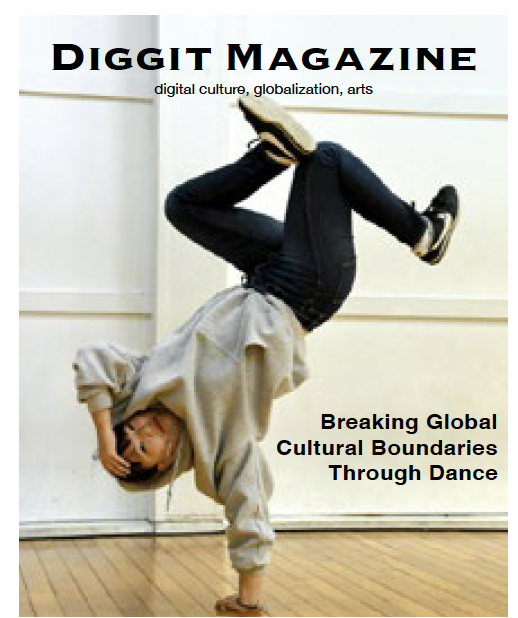 DIGGIT MAGAZINE
digital culture, globalization, arts
Breaking Global
Cultural Boundaries
Through Dance